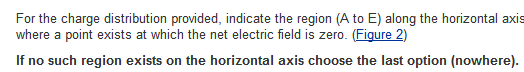 For the charge distribution provided, indicate the region (A to E) along the horizontal axis
where a point exists at which the net electric field is zero. (Figure 2)
If no such region exists on the horizontal axis choose the last option (nowhere).